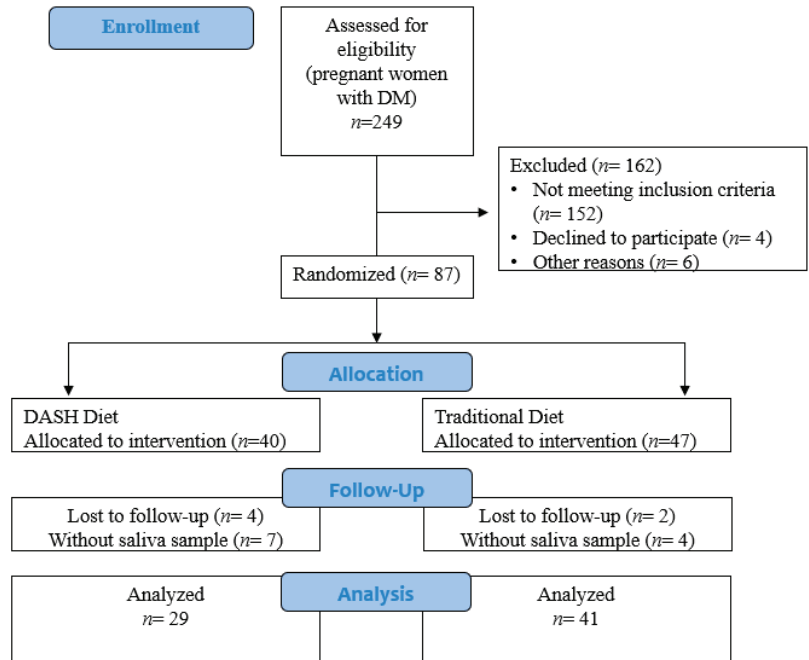 Enrollment
Assessed for
eligibility
(pregnant women
with DM)
n=249
Excluded (n= 162)
• Not meeting inclusion criteria
(n= 152)
• Declined to participate (n= 4)
• Other reasons (n= 6)
Randomized (n= 87)
Allocation
DASH Diet
Allocated to intervention (n=40)
Traditional Diet
Allocated to intervention (n=47)
Follow-Up
Lost to follow-up (n= 4)
Without saliva sample (n= 7)
Lost to follow-up (n= 2)
Without saliva sample (n= 4)
Analysis
Analyzed
n= 29
Analyzed
n= 41